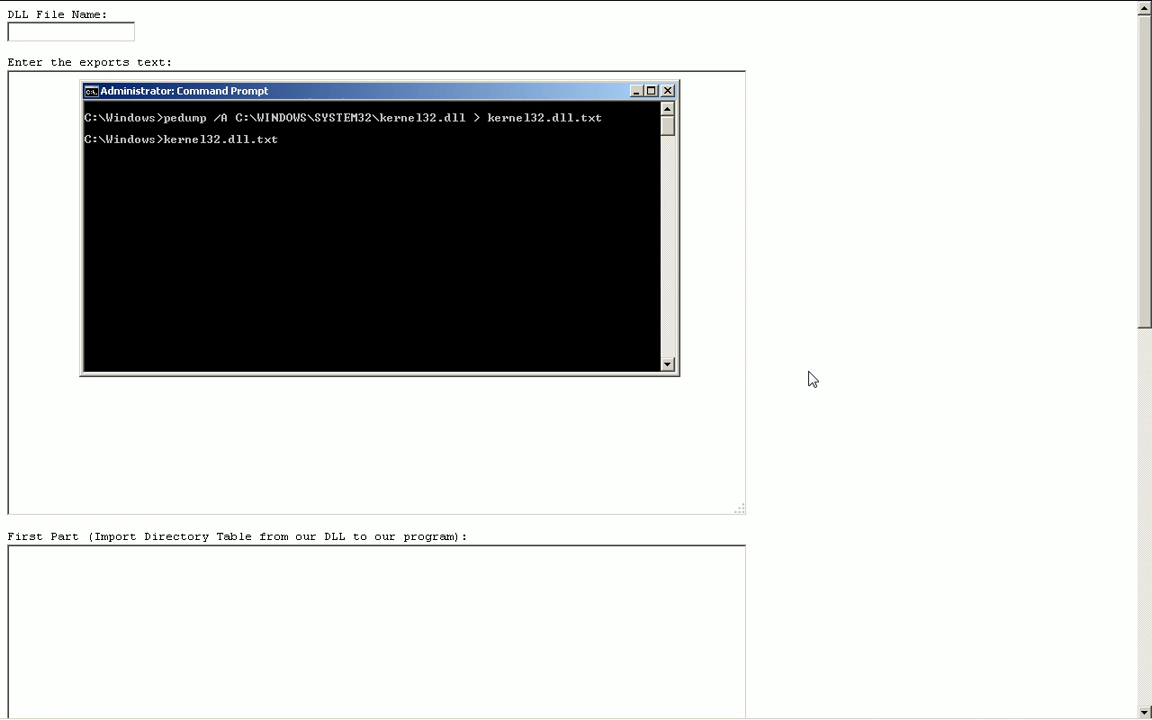 DLL File Name:
Enter the exports text:
Administrator: Command Prompt
C:\Windows>pedump /A C:\WINDOWS\SYSTEM32\kernel32.dll > kernel32.dll.txt
C:\Windows>kernel32.dll.txt
First Part (Import Directory Table from our DLL to our program):